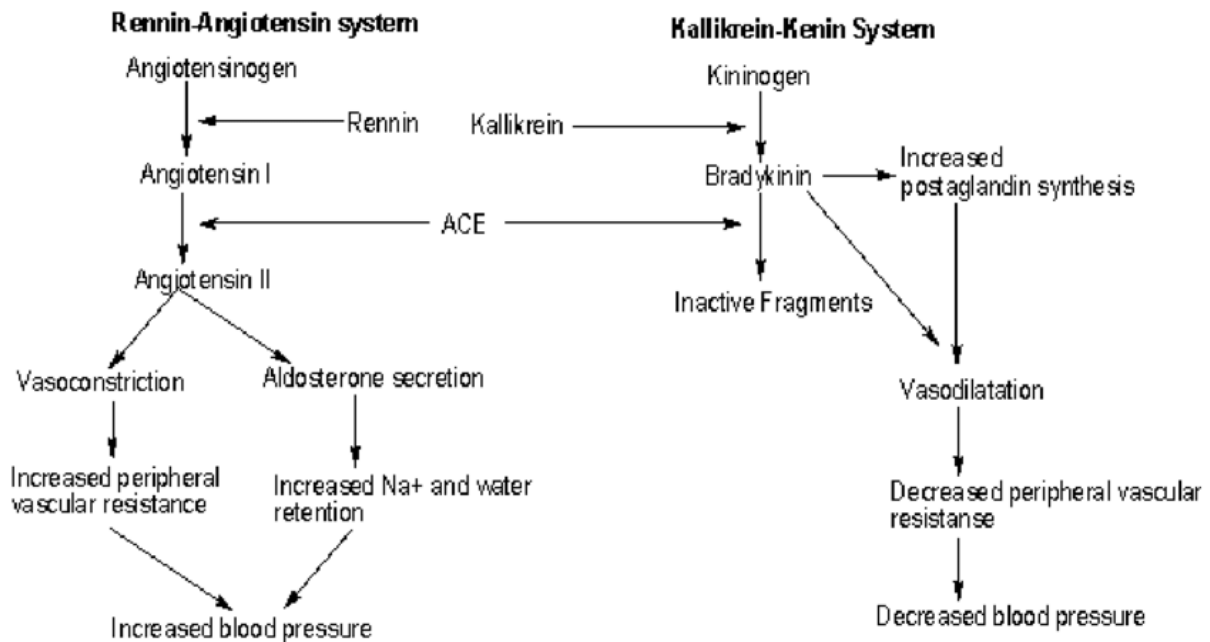 Rennin-Angiotensin system
Angiotensinogen
Rennin
Angiotensin I
ACE
Angiotensin II
Vasoconstriction
Aldosterone secretion
Increased peripheral
vascular resistance
Increased Na+ and water
retention
Increased blood pressure
Kallikrein-Kenin System
Kininogen
Kallikrein
Bradykinin
Increased
postaglandin synthesis
Inactive Fragments
Vasodilatation
Decreased peripheral vascular
resistanse
Decreased blood pressure